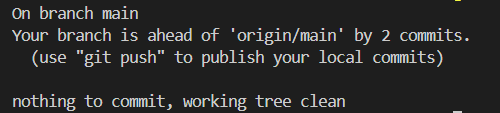 On branch main
Your branch is ahead of 'origin/main' by 2 commits.
  (use "git push" to publish your local commits)

nothing to commit, working tree clean